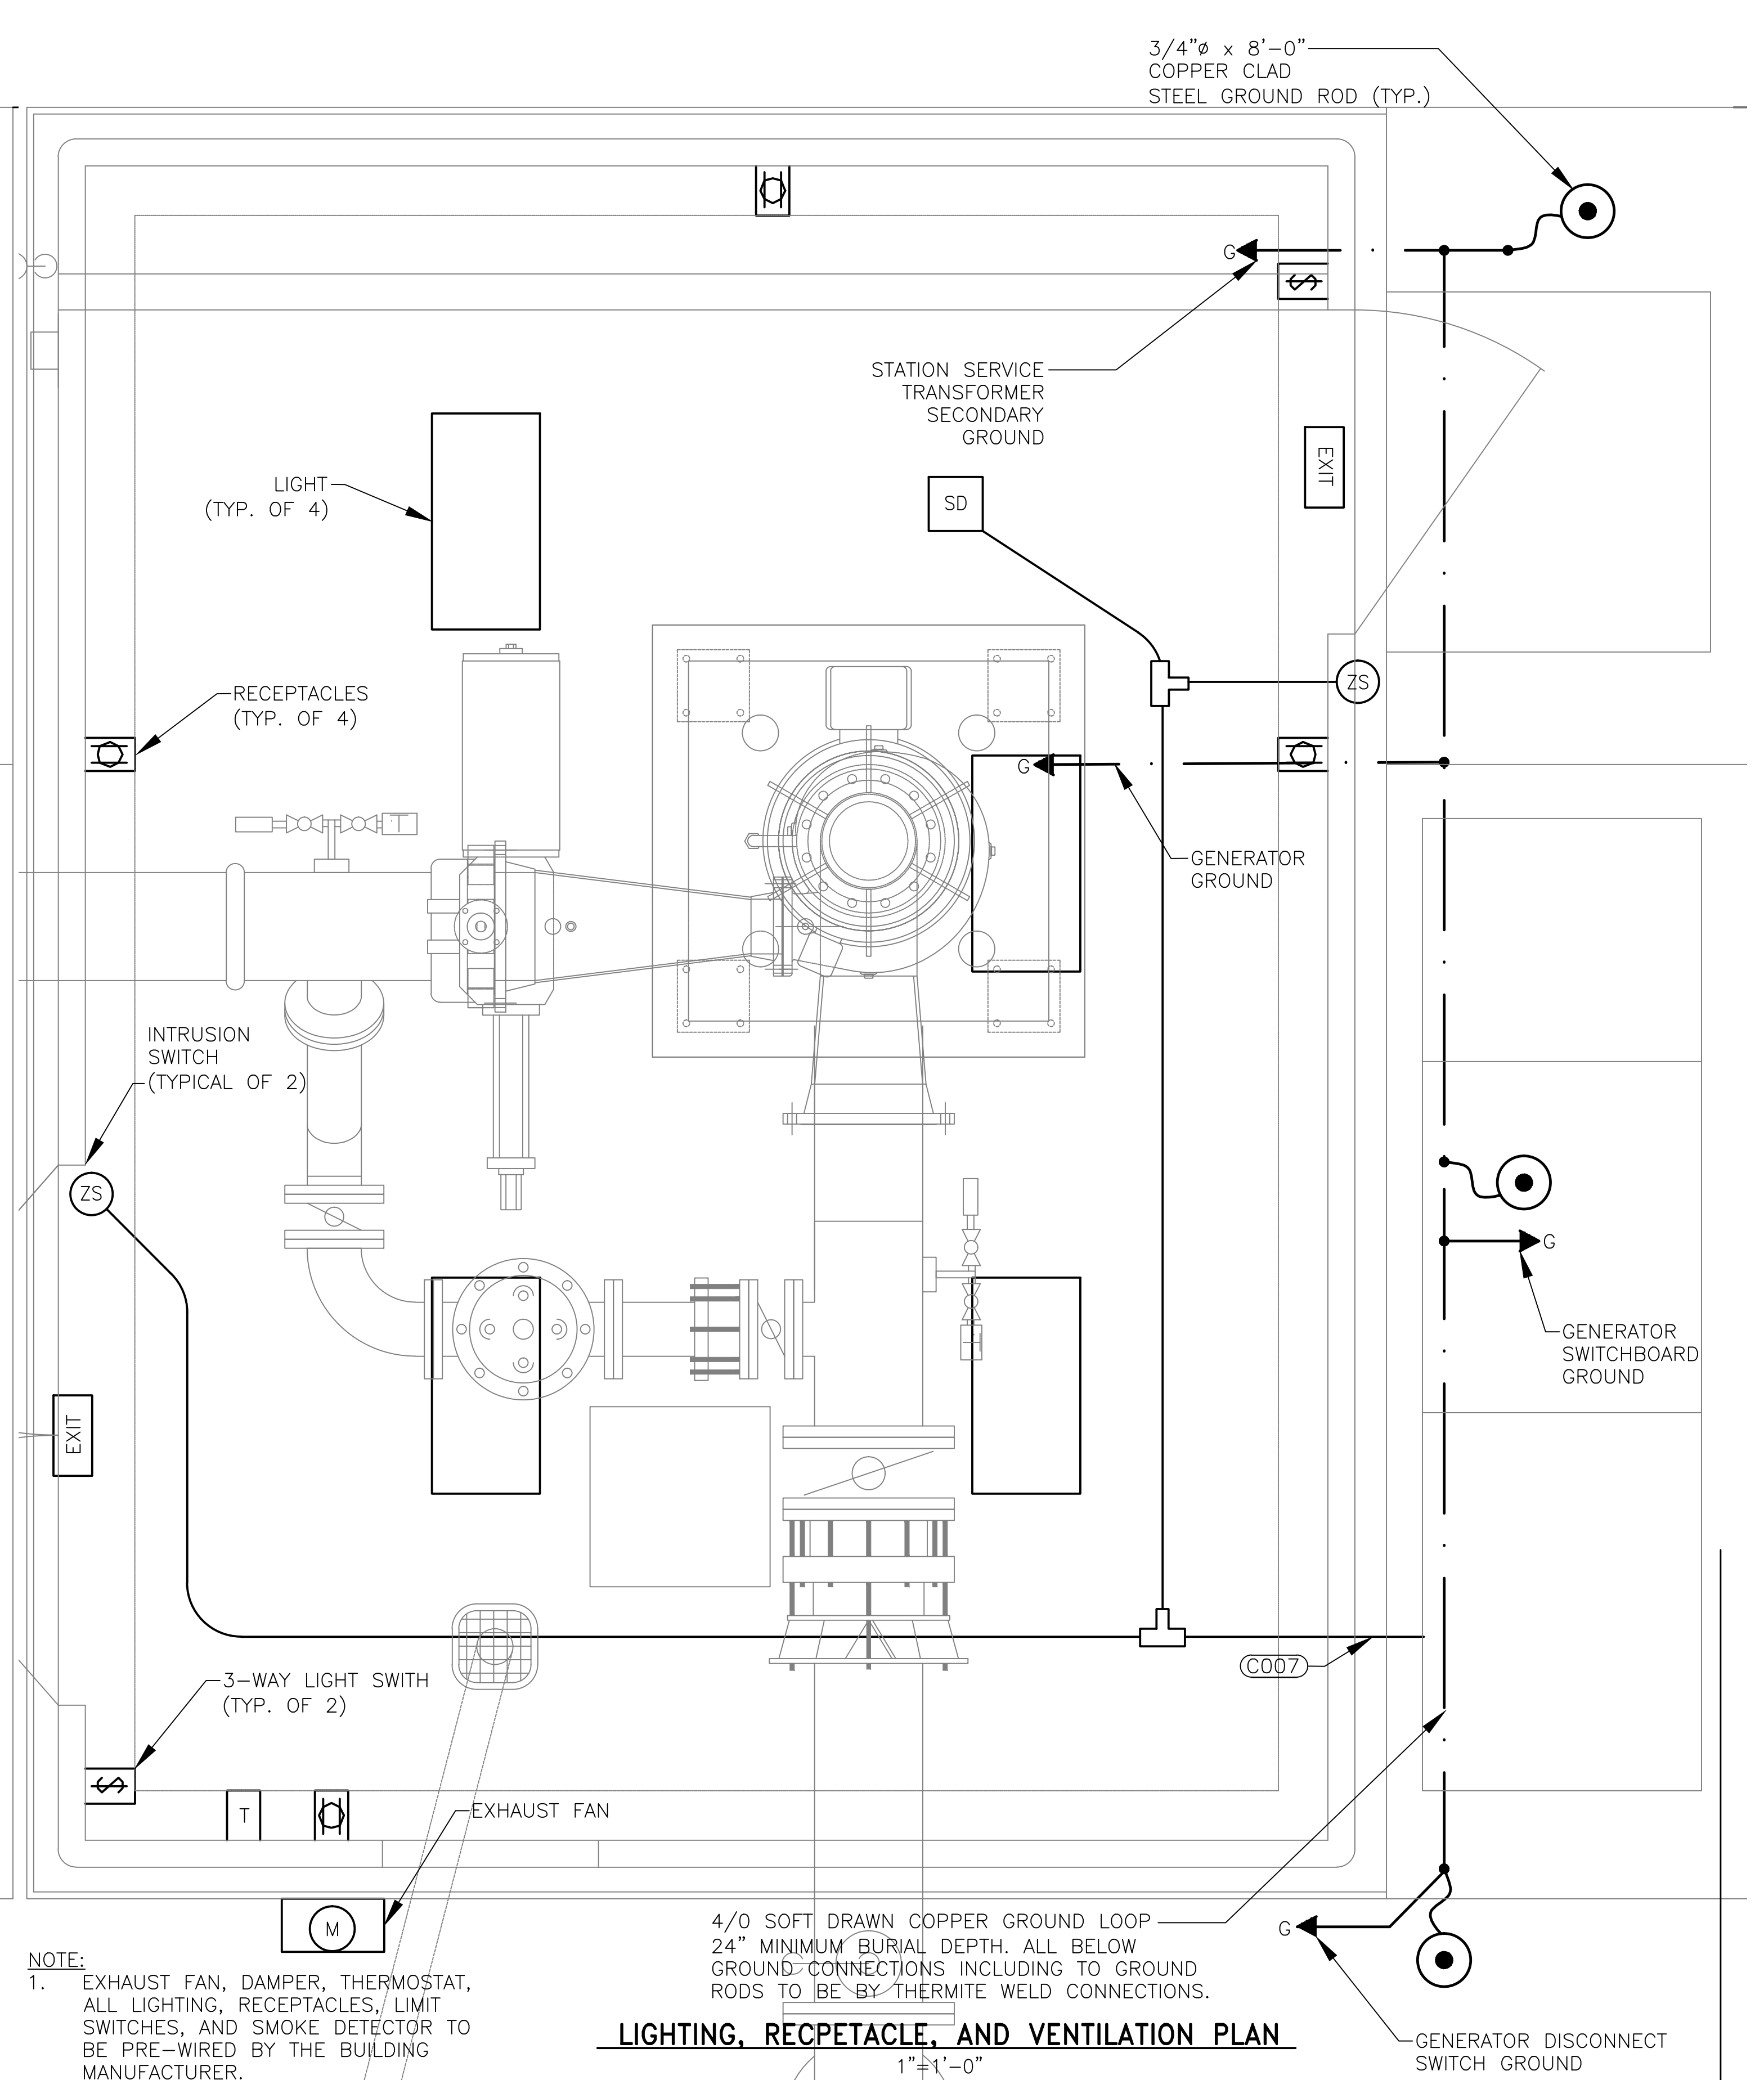 3/4"ø x 8'-0"
COPPER CLAD
STEEL GROUND ROD (TYP.)
G
STATION SERVICE
TRANSFORMER
SECONDARY
GROUND
EXIT
LIGHT
(TYP. OF 4)
SD
ZS
RECEPTACLES
(TYP. OF 4)
G
GENERATOR
GROUND
INTRUSION
SWITCH
(TYPICAL OF 2)
ZS
G
GENERATOR
SWITCHBOARD
GROUND
EXIT
C007
3-WAY LIGHT SWITH
(TYP. OF 2)
$
$
T
EXHAUST FAN
M
4/0 SOFT DRAWN COPPER GROUND LOOP
24" MINIMUM BURIAL DEPTH. ALL BELOW
GROUND CONNECTIONS INCLUDING TO GROUND
RODS TO BE BY THERMITE WELD CONNECTIONS.
G
NOTE:
1. EXHAUST FAN, DAMPER, THERMOSTAT,
ALL LIGHTING, RECEPTACLES, LIMIT
SWITCHES, AND SMOKE DETECTOR TO
BE PRE-WIRED BY THE BUILDING
MANUFACTURER.
LIGHTING, RECPETACLE, AND VENTILATION PLAN
1"=1'-0"
GENERATOR DISCONNECT
SWITCH GROUND